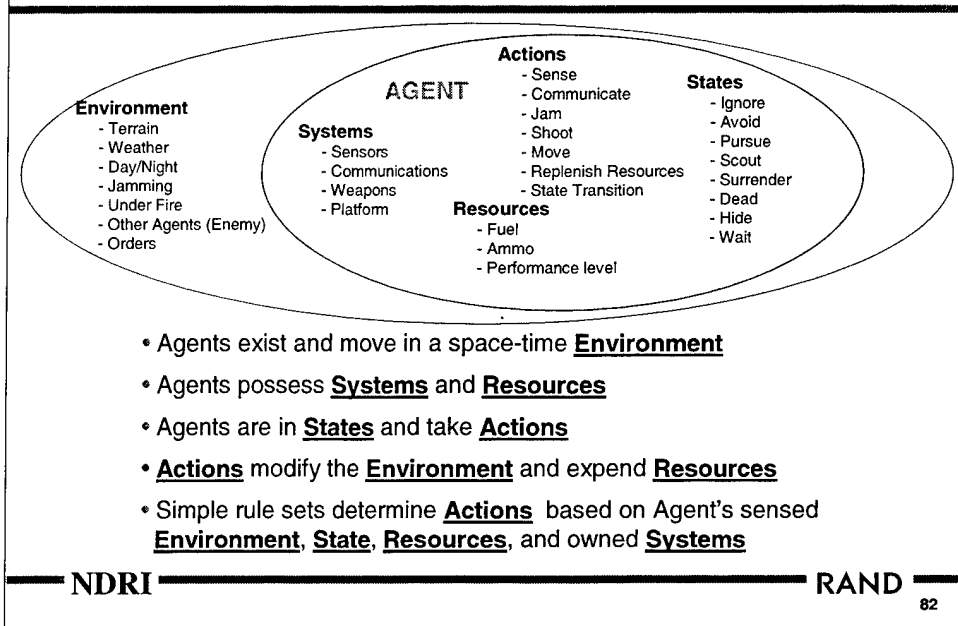 AGENT
Environment
- Terrain
- Weather
- Day/Night
- Jamming
- Under Fire
- Other Agents (Enemy)
- Orders
Systems
- Sensors
- Communications
- Weapons
- Platform
Actions
- Sense
- Communicate
- Jam
- Shoot
- Move
- Replenish Resources
- State Transition
Resources
- Fuel
- Ammo
- Performance level
States
- Ignore
- Avoid
- Pursue
- Scout
- Surrender
- Dead
- Hide
- Wait
• Agents exist and move in a space-time Environment
• Agents possess Systems and Resources
• Agents are in States and take Actions
• Actions modify the Environment and expend Resources
• Simple rule sets determine Actions based on Agent's sensed
Environment, State, Resources, and owned Systems
NDRI
RAND
82